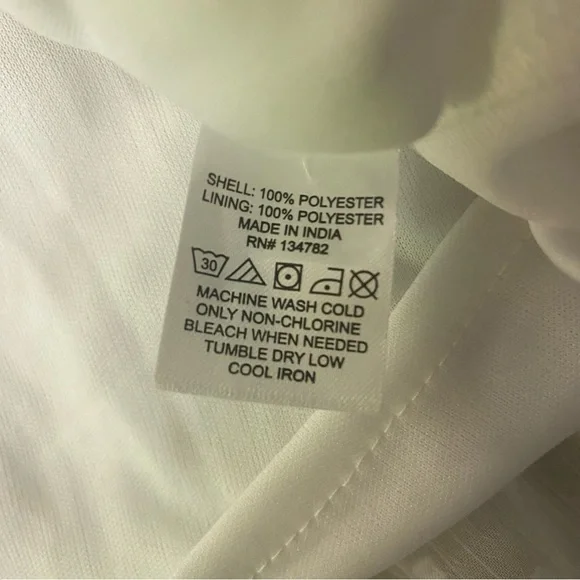 SHELL: 100% POLYESTER
LINING: 100% POLYESTER
MADE IN INDIA
RN# 134782
30
MACHINE WASH COLD
ONLY NON-CHLORINE
BLEACH WHEN NEEDED
TUMBLE DRY LOW
COOL IRON